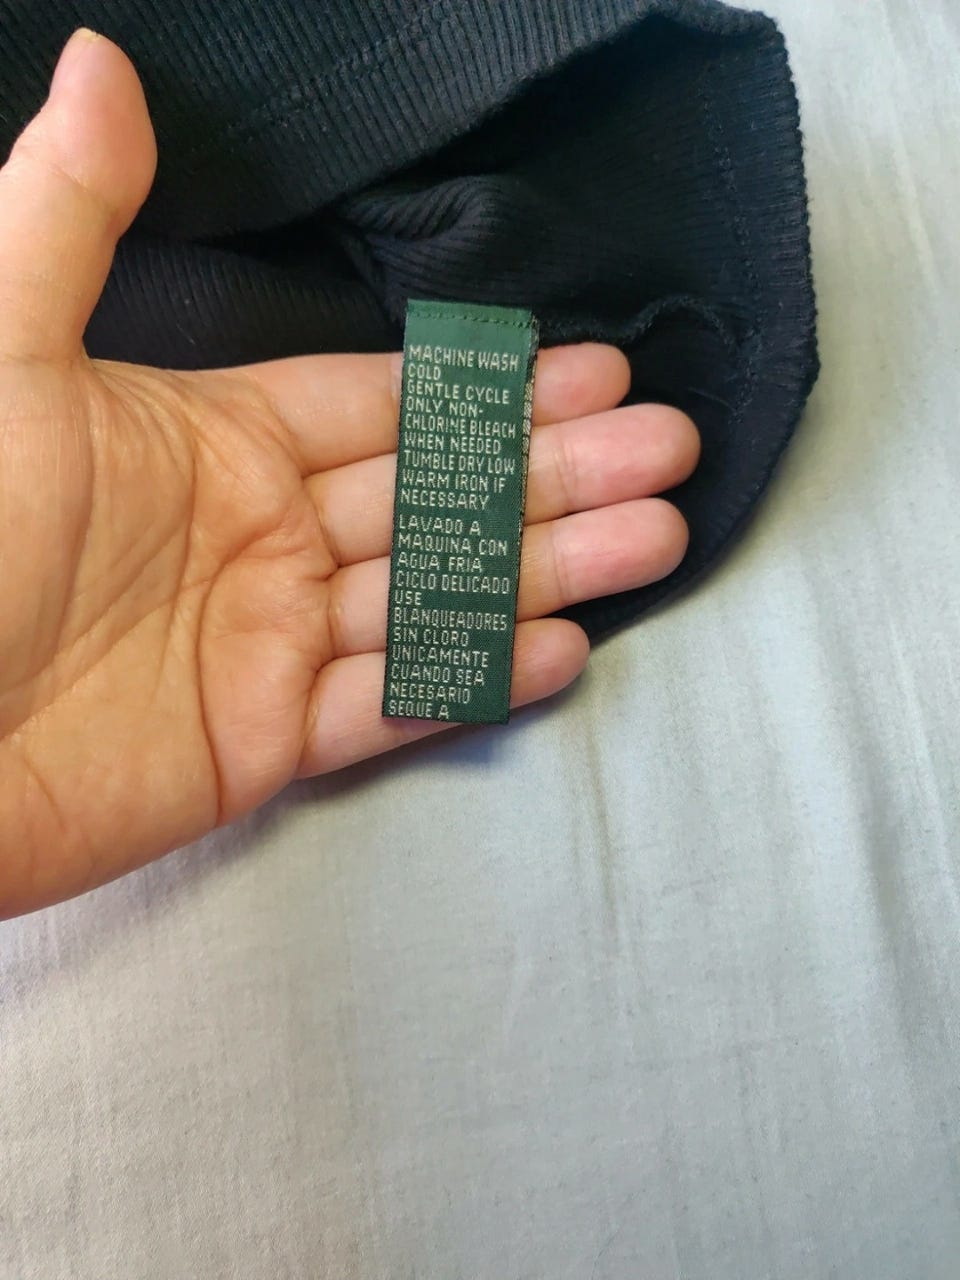 MACHINE WASH
COLD
GENTLE CYCLE
ONLY NON-
CHLORINE BLEACH
WHEN NEEDED
TUMBLE DRY LOW
WARM IRON IF
NECESSARY
LAVADO A
MAQUINA CON
AGUA FRIA
CICLO DELICADO
USE
BLANQUEADORES
SIN CLORO
UNICAMENTE
CUANDO SEA
NECESARIO
SEQUE A